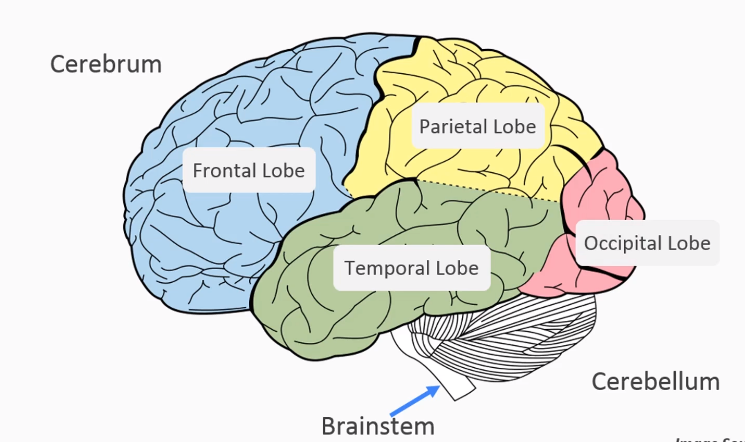 Cerebrum
Parietal Lobe
Frontal Lobe
Occipital Lobe
Temporal Lobe
Cerebellum
Brainstem